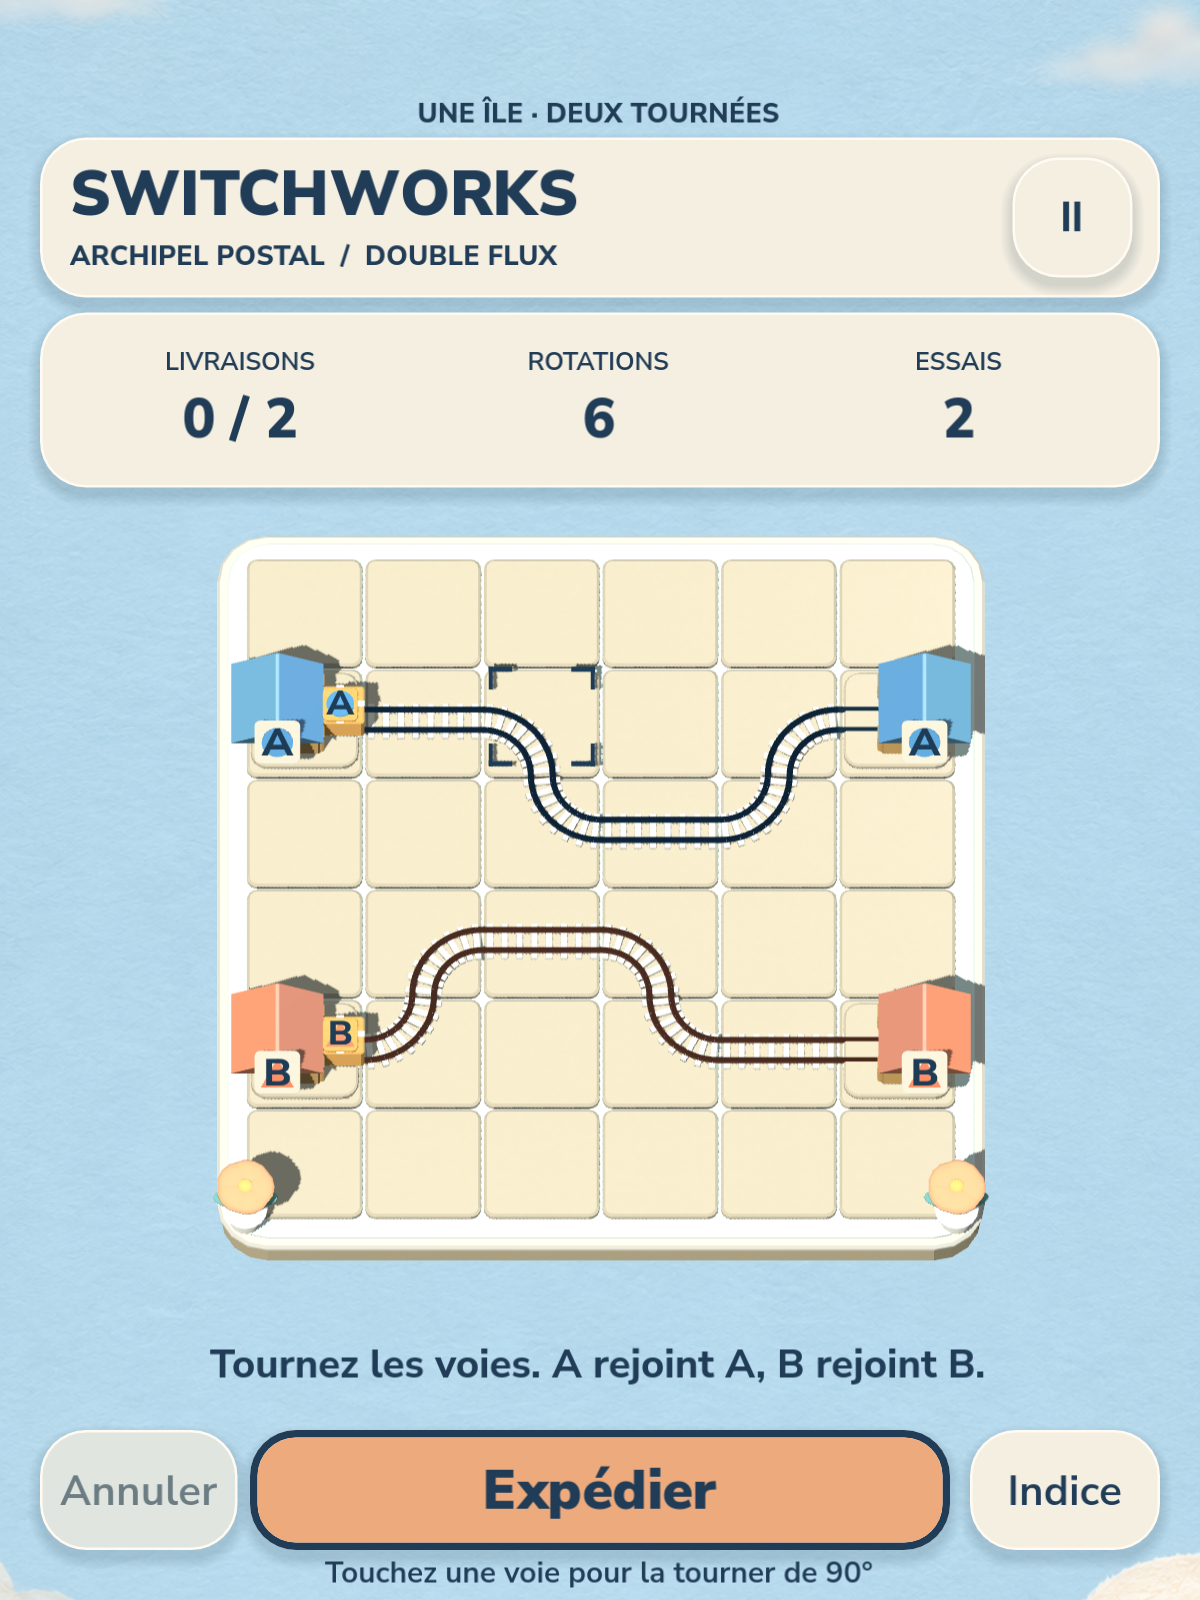 UNE ÎLE · DEUX TOURNÉES
SWITCHWORKS
ARCHIPEL POSTAL / DOUBLE FLUX
II
LIVRAISONS
ROTATIONS
ESSAIS
0 / 2
6
2
A
A
A
B
B
B
Tournez les voies. A rejoint A, B rejoint B.
Annuler
Expédier
Indice
Touchez une voie pour la tourner de 90°